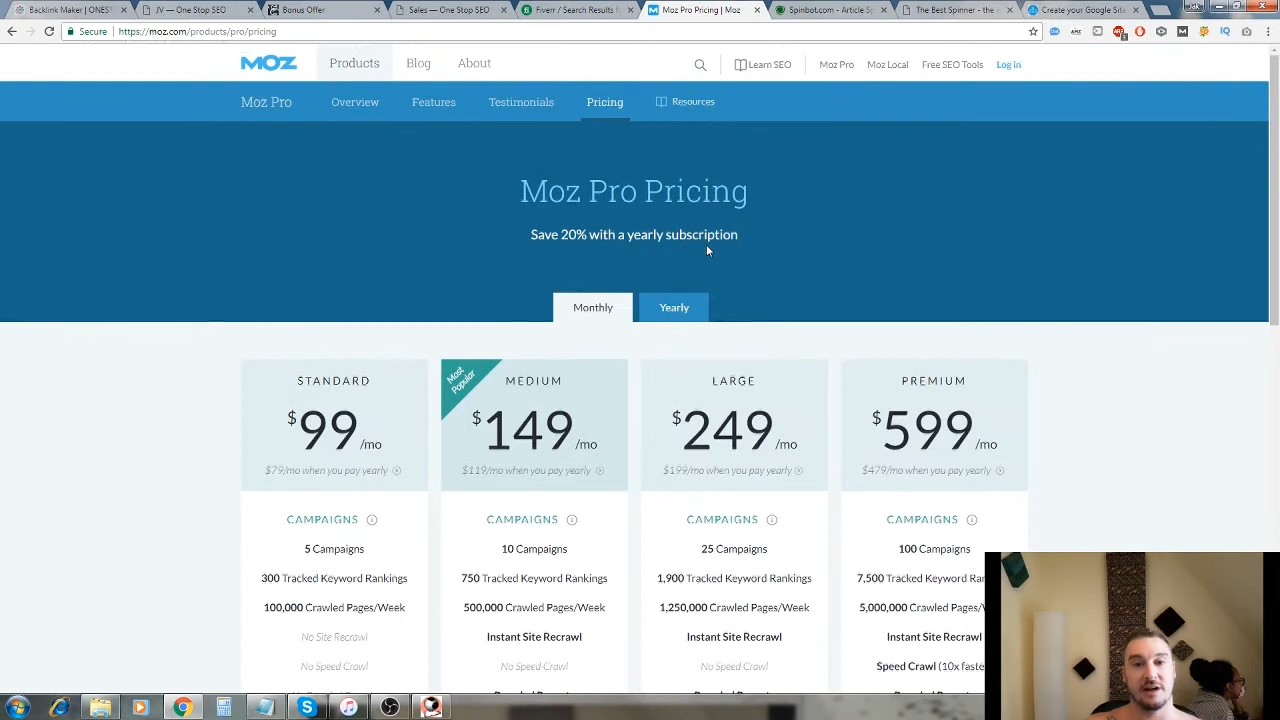 Backlink Maker | ONEST
JV — One Stop SEO
Bonus Offer
Sales — One Stop SEO
Fiverr / Search Results f
Moz Pro Pricing | Moz
Spinbot.com - Article S
The Best Spinner - the
Create your Google Site
Secure
https://moz.com/products/pro/pricing
MOZ
Products
Blog
About
Learn SEO
Moz Pro
Moz Local
Free SEO Tools
Log in
Moz Pro
Overview
Features
Testimonials
Pricing
Resources
Moz Pro Pricing
Save 20% with a yearly subscription
Monthly
Yearly
STANDARD
$99/mo
$79/mo when you pay yearly
CAMPAIGNS
5 Campaigns
300 Tracked Keyword Rankings
100,000 Crawled Pages/Week
No Site Recrawl
No Speed Crawl
Most Popular
MEDIUM
$149/mo
$119/mo when you pay yearly
CAMPAIGNS
10 Campaigns
750 Tracked Keyword Rankings
500,000 Crawled Pages/Week
Instant Site Recrawl
No Speed Crawl
LARGE
$249/mo
$199/mo when you pay yearly
CAMPAIGNS
25 Campaigns
1,900 Tracked Keyword Rankings
1,250,000 Crawled Pages/Week
Instant Site Recrawl
No Speed Crawl
PREMIUM
$599/mo
$479/mo when you pay yearly
CAMPAIGNS
100 Campaigns
7,500 Tracked Keyword
5,000,000 Crawled Pages/
Instant Site Recrawl
Speed Crawl (10x faste